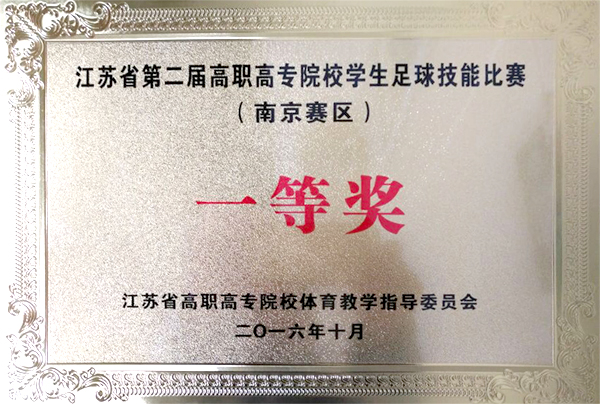 江苏省第二届高职高专院校学生足球技能比赛
（南京赛区）
一等奖
江苏省高职高专院校体育教学指导委员会
二〇一六年十月